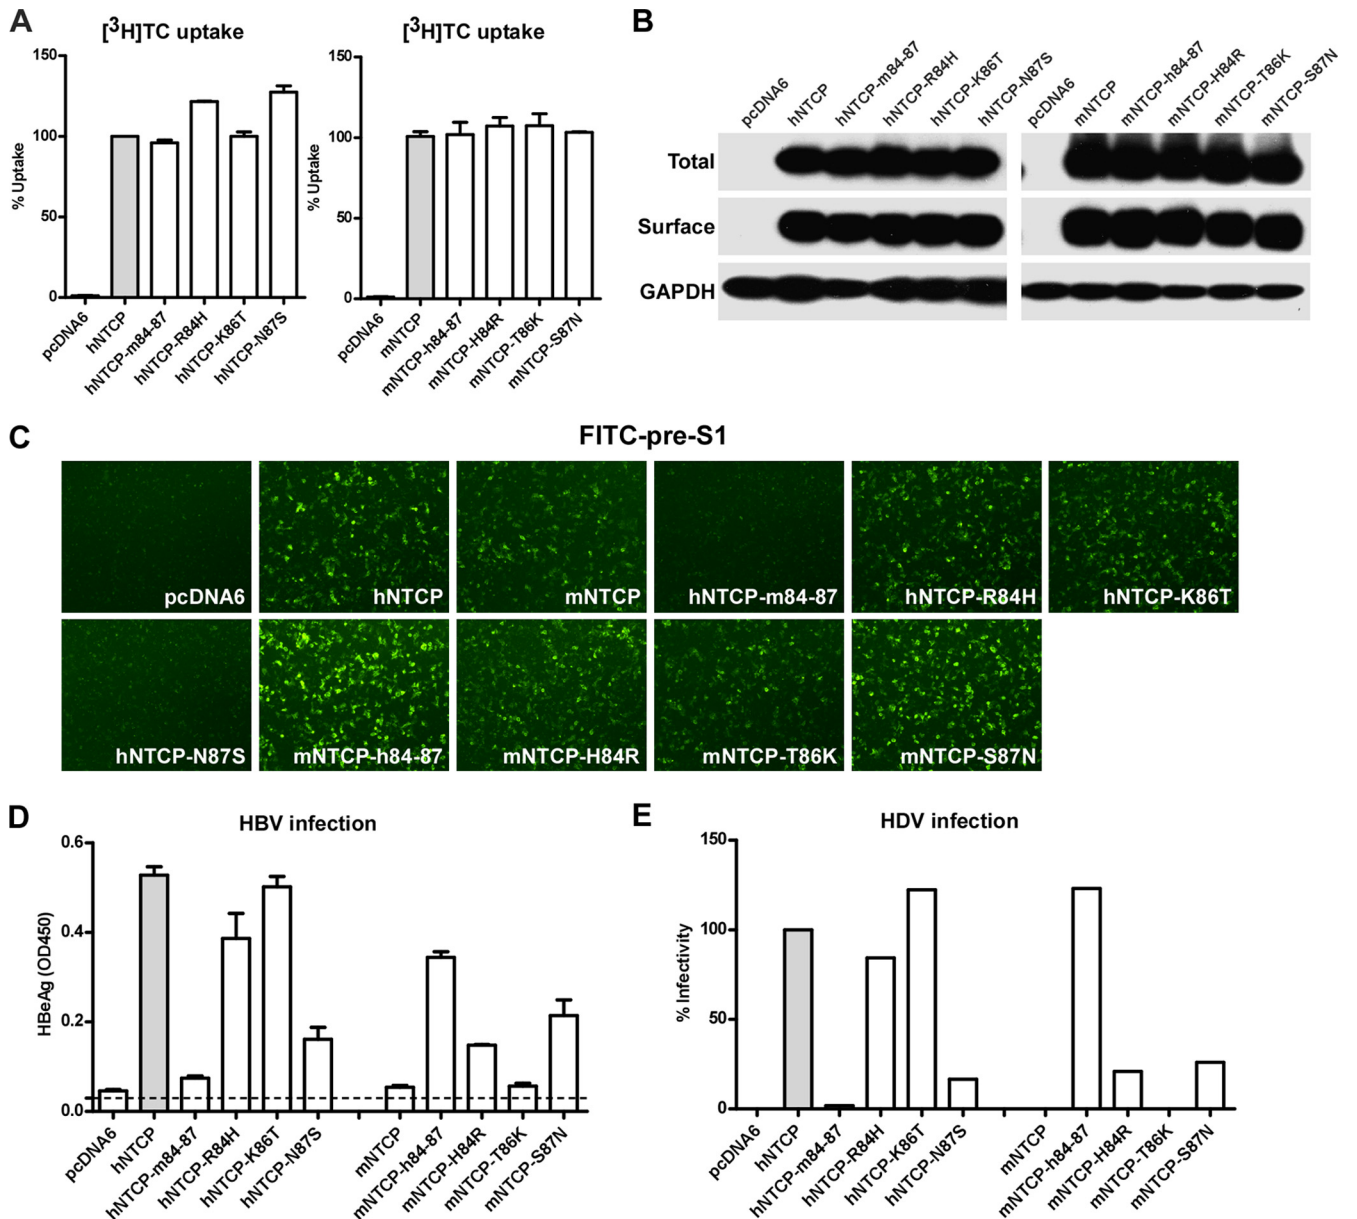 A
[³H]TC uptake
% Uptake
150
100
50
0
pcDNA6
hNTCP
hNTCP-m84-87
hNTCP-R84H
hNTCP-K86T
hNTCP-N87S
[³H]TC uptake
% Uptake
150
100
50
0
pcDNA6
mNTCP
mNTCP-h84-87
mNTCP-H84R
mNTCP-T86K
mNTCP-S87N
B
pcDNA6
hNTCP
hNTCP-m84-87
hNTCP-R84H
hNTCP-K86T
hNTCP-N87S
pcDNA6
mNTCP
mNTCP-h84-87
mNTCP-H84R
mNTCP-T86K
mNTCP-S87N
Total
Surface
GAPDH
C
FITC-pre-S1
pcDNA6
hNTCP
mNTCP
hNTCP-m84-87
hNTCP-R84H
hNTCP-K86T
hNTCP-N87S
mNTCP-h84-87
mNTCP-H84R
mNTCP-T86K
mNTCP-S87N
D
HBV infection
HBeAg (OD450)
0.6
0.4
0.2
0.0
pcDNA6
hNTCP
hNTCP-m84-87
hNTCP-R84H
hNTCP-K86T
hNTCP-N87S
mNTCP
mNTCP-h84-87
mNTCP-H84R
mNTCP-T86K
mNTCP-S87N
E
HDV infection
% Infectivity
150
100
50
0
pcDNA6
hNTCP
hNTCP-m84-87
hNTCP-R84H
hNTCP-K86T
hNTCP-N87S
mNTCP
mNTCP-h84-87
mNTCP-H84R
mNTCP-T86K
mNTCP-S87N